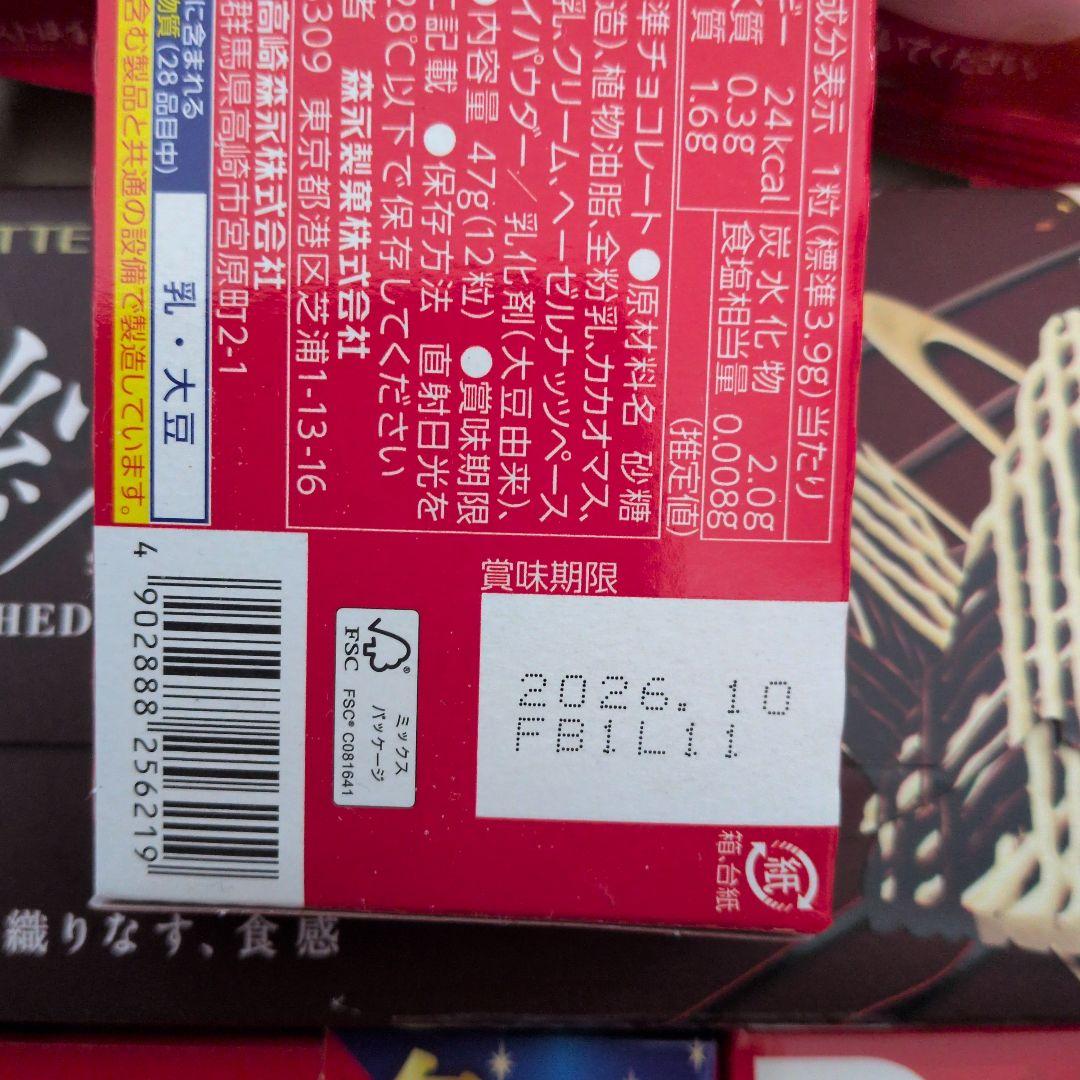 成分表示 1粒(標準3.9g)当たり
24kcal
炭水化物 2.0g
0.3g
食塩相当量 0.008g
1.6g
(推定値)
準チョコレート ●原材料名 砂糖
造)、植物油脂、全粉乳、カカオマス、
乳、クリーム、ヘーゼルナッツペース
イパウダー／乳化剤(大豆由来)、
内容量 47g(12粒) ●賞味期限
記載 ●保存方法 直射日光を
28℃以下で保存してください
森永製菓株式会社
309 東京都港区芝浦1-13-16
高崎森永株式会社
群馬県高崎市宮原町2-1
に含まれる
物質(28品目中)
乳・大豆
含む製品と共通の設備で製造しています。
賞味期限
2026.10
FB1L11
紙
箱、台紙
FSC
ミックス
パッケージ
FSC® C081641
4 902888 256219
TTE
HED
織りなす、食感